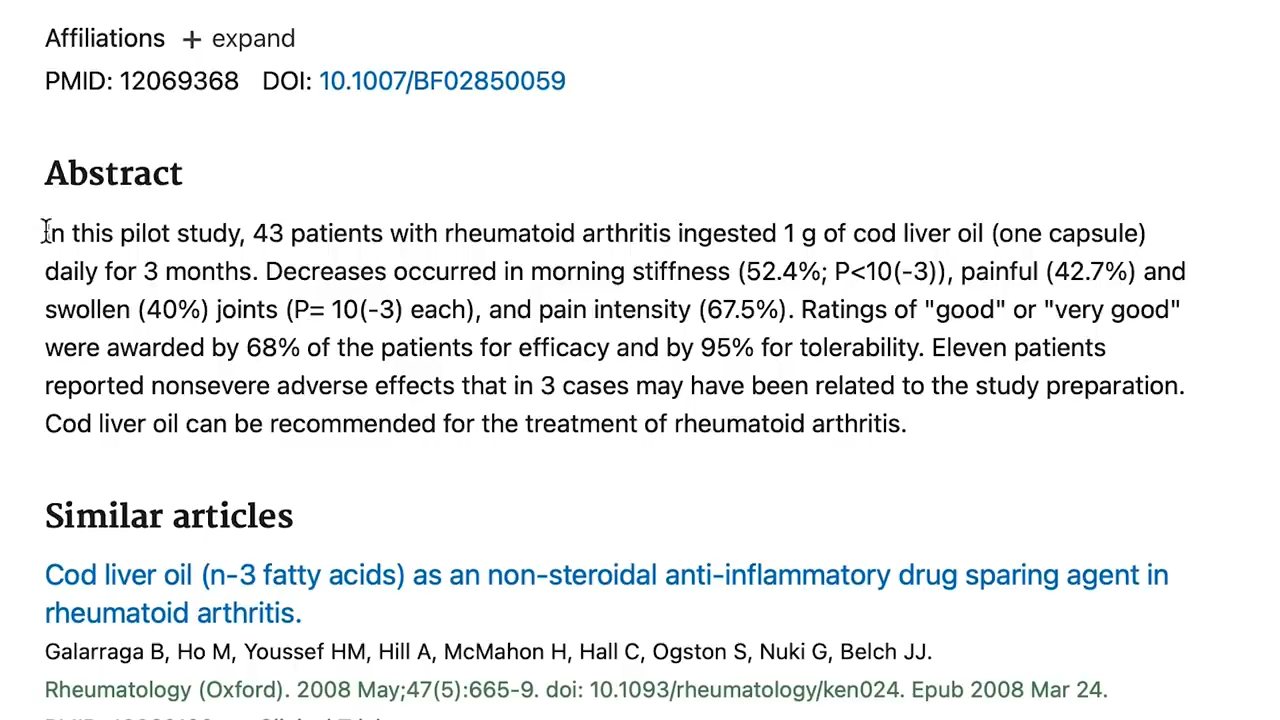 Affiliations + expand
PMID: 12069368 DOI: 10.1007/BF02850059
Abstract
In this pilot study, 43 patients with rheumatoid arthritis ingested 1 g of cod liver oil (one capsule)
daily for 3 months. Decreases occurred in morning stiffness (52.4%; P<10(-3)), painful (42.7%) and
swollen (40%) joints (P= 10(-3) each), and pain intensity (67.5%). Ratings of "good" or "very good"
were awarded by 68% of the patients for efficacy and by 95% for tolerability. Eleven patients
reported nonsevere adverse effects that in 3 cases may have been related to the study preparation.
Cod liver oil can be recommended for the treatment of rheumatoid arthritis.
Similar articles
Cod liver oil (n-3 fatty acids) as an non-steroidal anti-inflammatory drug sparing agent in
rheumatoid arthritis.
Galarraga B, Ho M, Youssef HM, Hill A, McMahon H, Hall C, Ogston S, Nuki G, Belch JJ.
Rheumatology (Oxford). 2008 May;47(5):665-9. doi: 10.1093/rheumatology/ken024. Epub 2008 Mar 24.